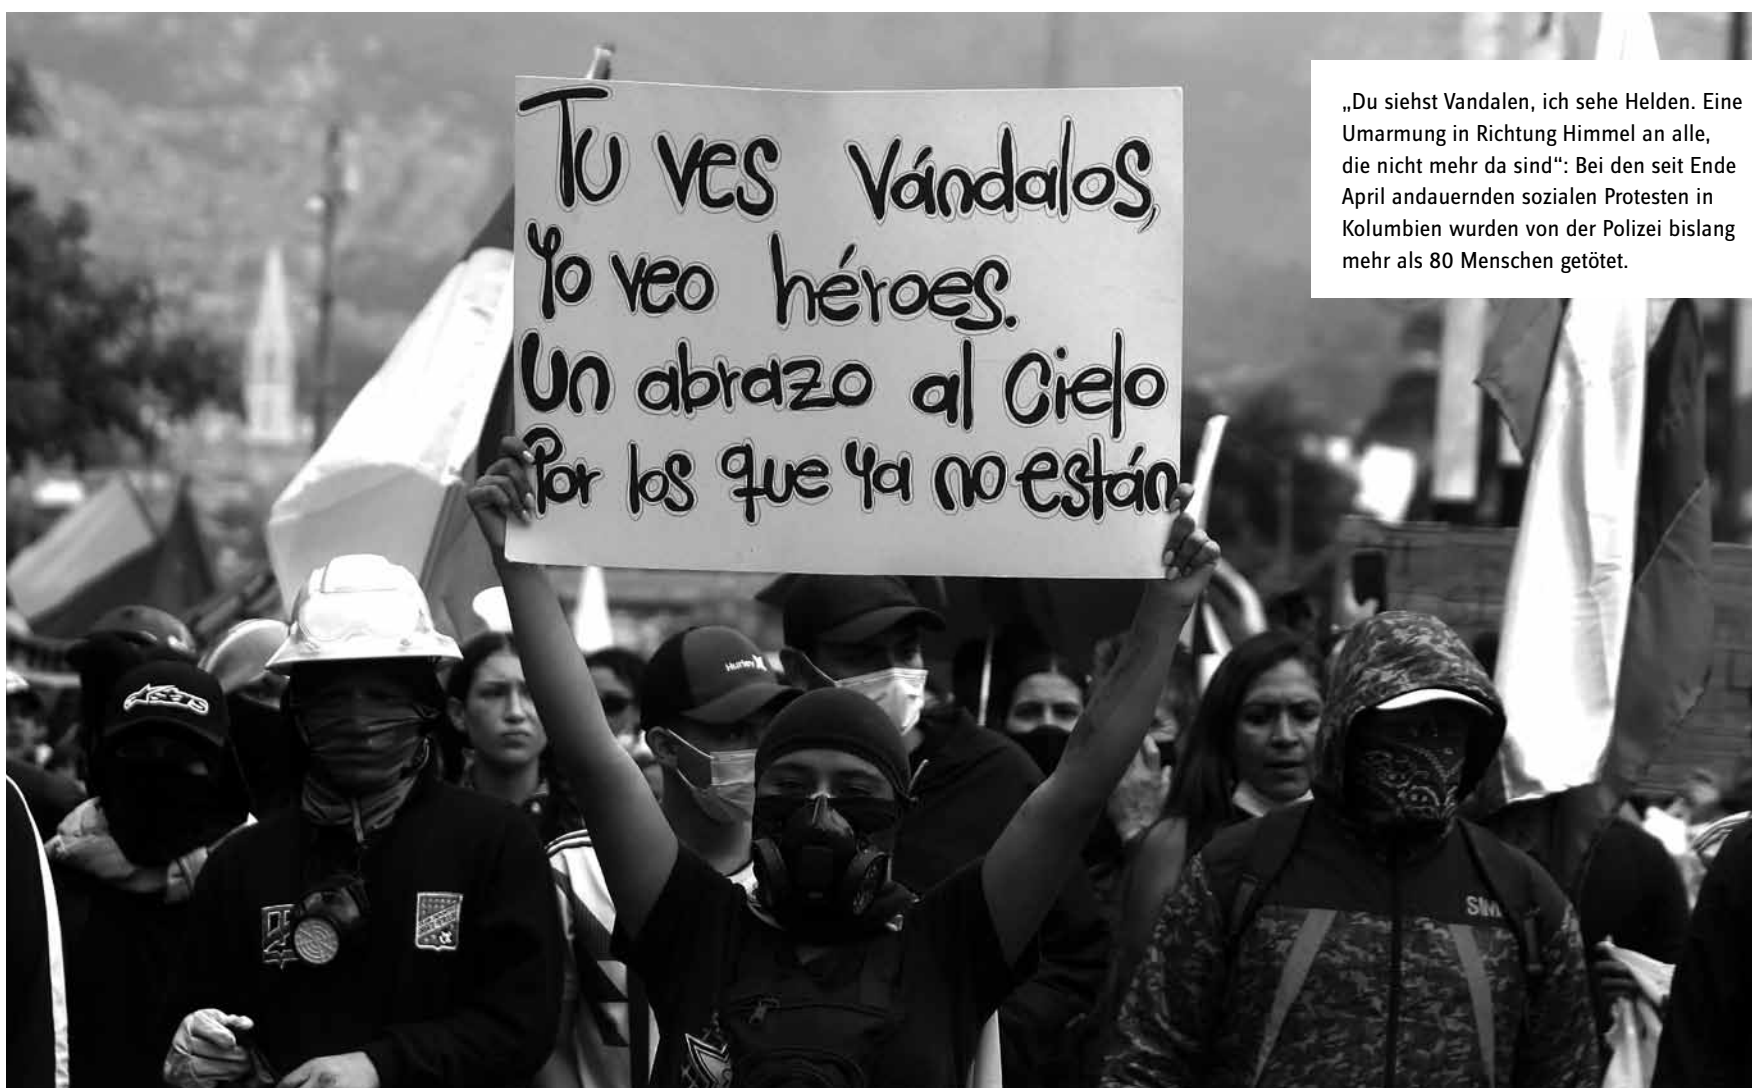 Tu ves Vándalos,
Yo veo héroes.
Un abrazo al Cielo
Por los que ya no están
„Du siehst Vandalen, ich sehe Helden. Eine
Umarmung in Richtung Himmel an alle,
die nicht mehr da sind“: Bei den seit Ende
April andauernden sozialen Protesten in
Kolumbien wurden von der Polizei bislang
mehr als 80 Menschen getötet.
Hurley